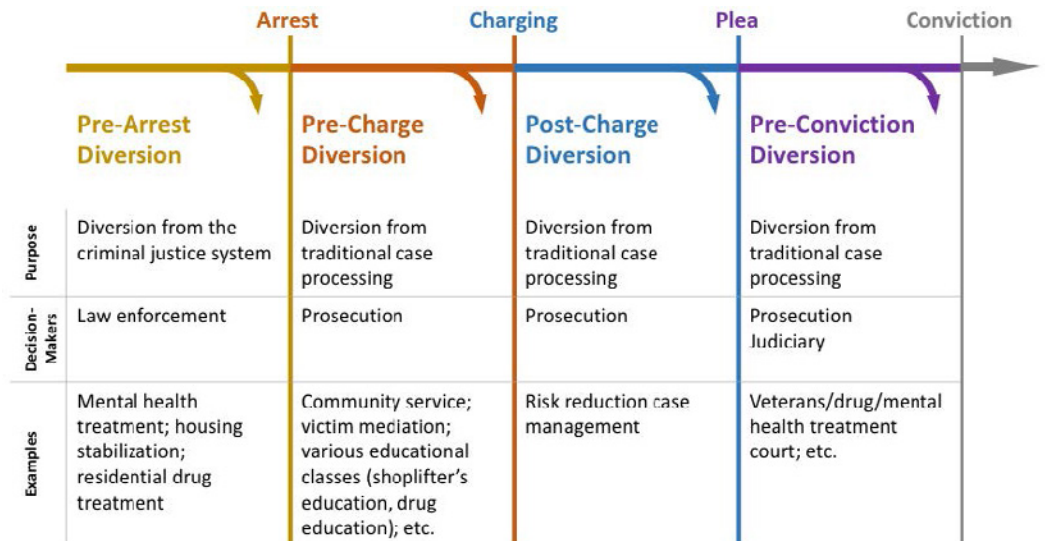 Arrest
Charging
Plea
Conviction
Pre-Arrest
Diversion
Pre-Charge
Diversion
Post-Charge
Diversion
Pre-Conviction
Diversion
Purpose
Diversion from the
criminal justice system
Diversion from
traditional case
processing
Diversion from
traditional case
processing
Diversion from
traditional case
processing
Decision-
Makers
Law enforcement
Prosecution
Prosecution
Prosecution
Judiciary
Examples
Mental health
treatment; housing
stabilization;
residential drug
treatment
Community service;
victim mediation;
various educational
classes (shoplifter's
education, drug
education); etc.
Risk reduction case
management
Veterans/drug/mental
health treatment
court; etc.